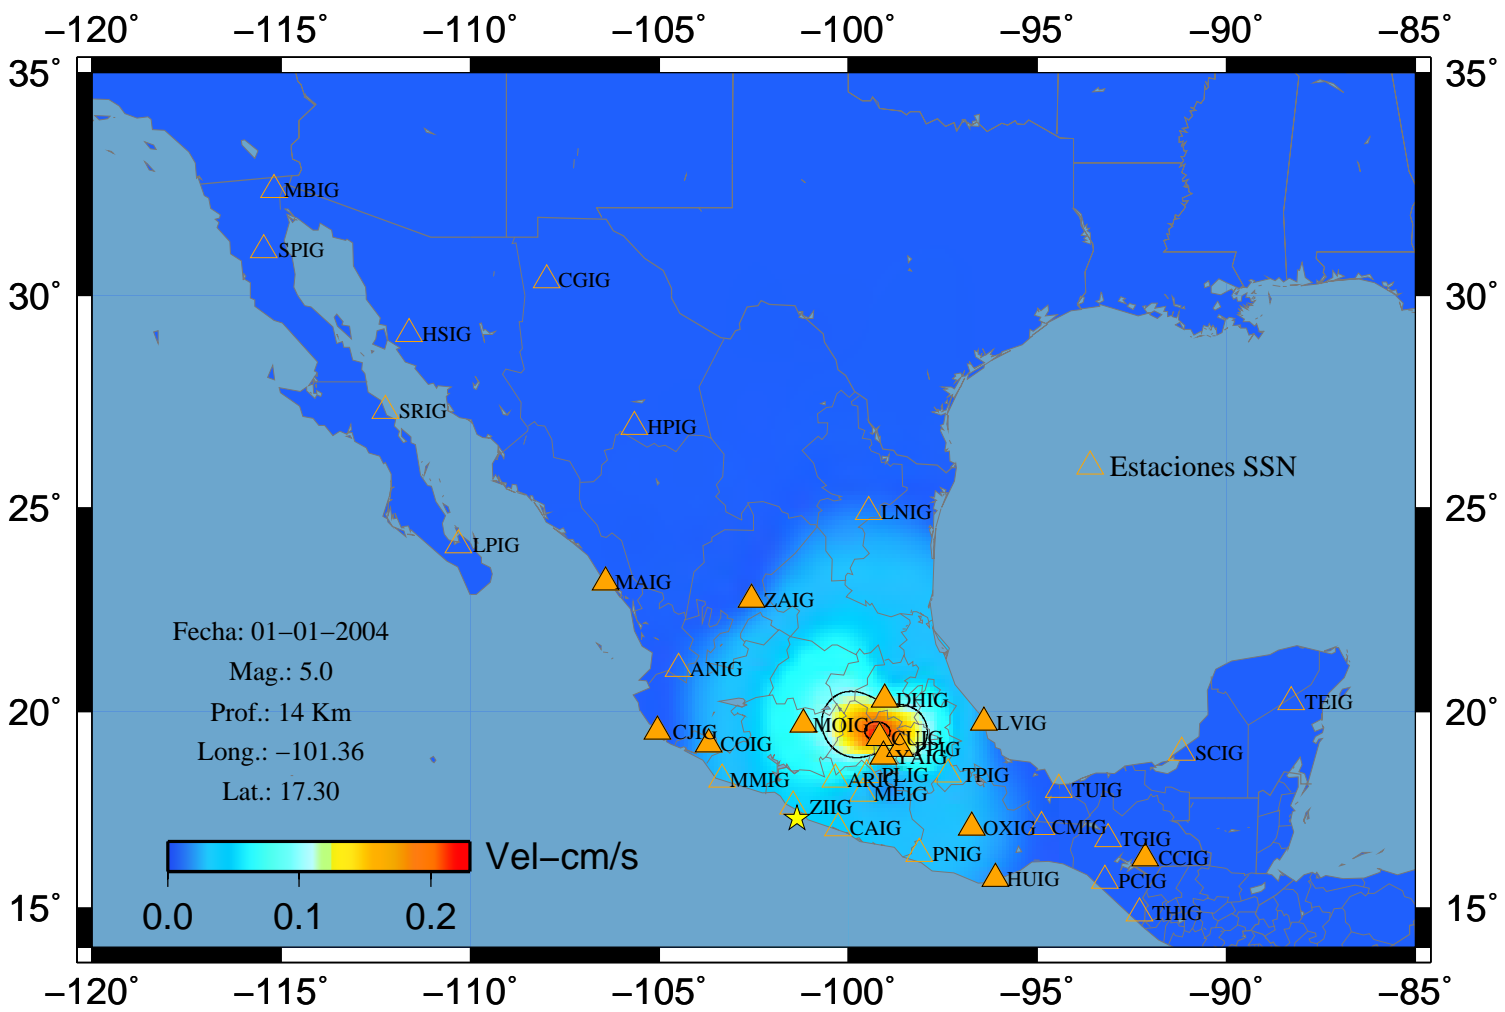 −120˚ −115˚ −110˚ −105˚ −100˚ −95˚ −90˚ −85˚
35˚ 35˚
MBIG
SPIG
CGIG
30˚ 30˚
HSIG
SRIG
HPIG
Estaciones SSN
25˚ LNIG 25˚
LPIG
MAIG
ZAIG
Fecha: 01−01−2004
Mag.: 5.0
ANIG
DHIG
TEIG
Prof.: 14 Km
20˚ 20˚
MOIG
LVIG
CJIG
COIG
CUIG
PPIG
YAIG
SCIG
Long.: −101.36
MMIG
ARIG
PLIG
TPIG
Lat.: 17.30
MEIG
TUIG
ZIIG
CAIG
OXIG
CMIG
TGIG
Vel−cm/s
PNIG
CCIG
HUIG
PCIG
THIG
0.0 0.1 0.2
15˚ 15˚
−120˚ −115˚ −110˚ −105˚ −100˚ −95˚ −90˚ −85˚